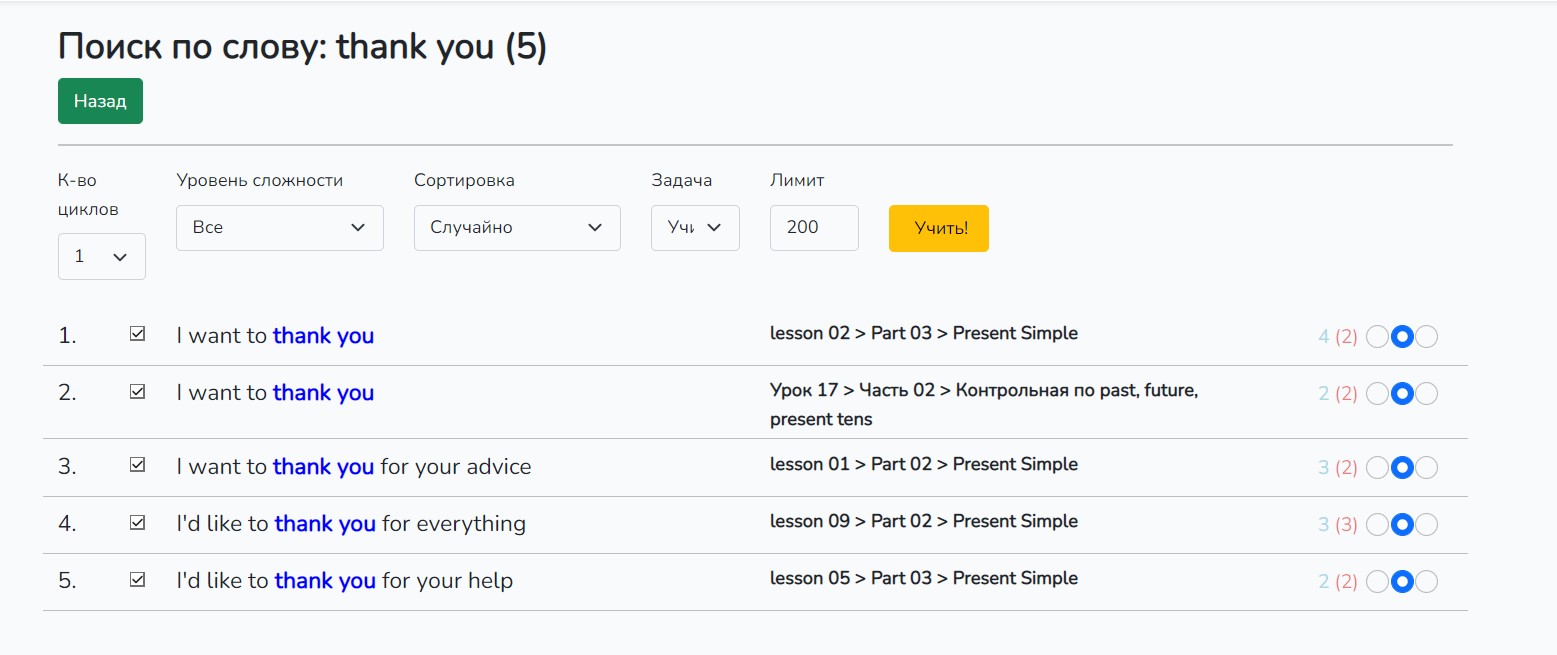 Поиск по слову: thank you (5)
Назад
К-во
циклов
Уровень сложности
Сортировка
Задача
Лимит
1
Все
Случайно
Учи
200
Учить!
1. I want to thank you lesson 02 > Part 03 > Present Simple 4 (2)
2. I want to thank you Урок 17 > Часть 02 > Контрольная по past, future, 2 (2)
present tens
3. I want to thank you for your advice lesson 01 > Part 02 > Present Simple 3 (2)
4. I'd like to thank you for everything lesson 09 > Part 02 > Present Simple 3 (3)
5. I'd like to thank you for your help lesson 05 > Part 03 > Present Simple 2 (2)